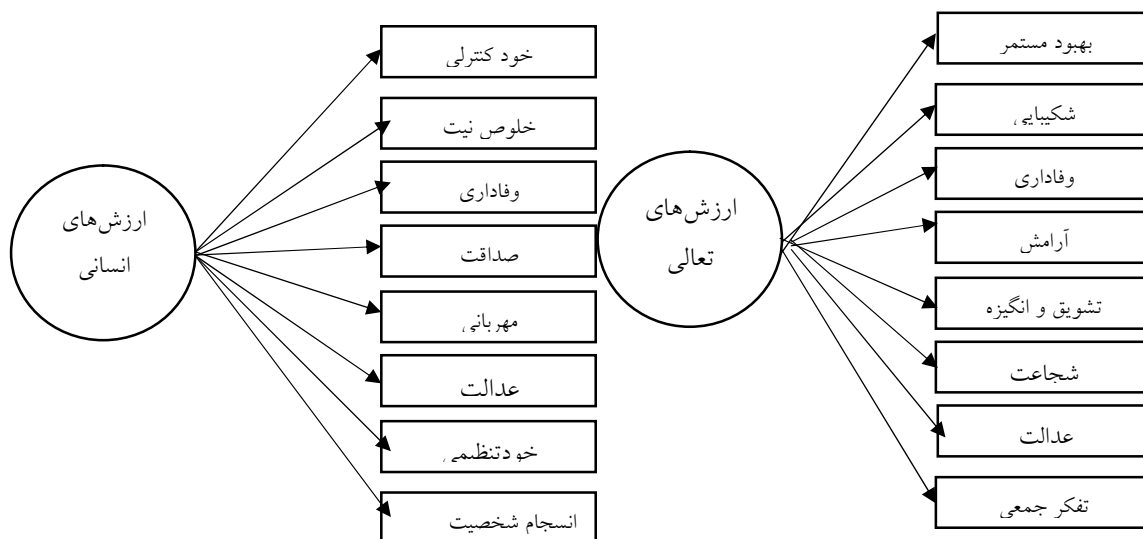 ارزش‌های
تعالی
بهبود مستمر
شکیبایی
وفاداری
آرامش
تشویق و انگیزه
شجاعت
عدالت
تفکر جمعی
ارزش‌های
انسانی
خود کنترلی
خلوص نیت
وفاداری
صداقت
مهربانی
عدالت
خودتنظیمی
انسجام شخصیت